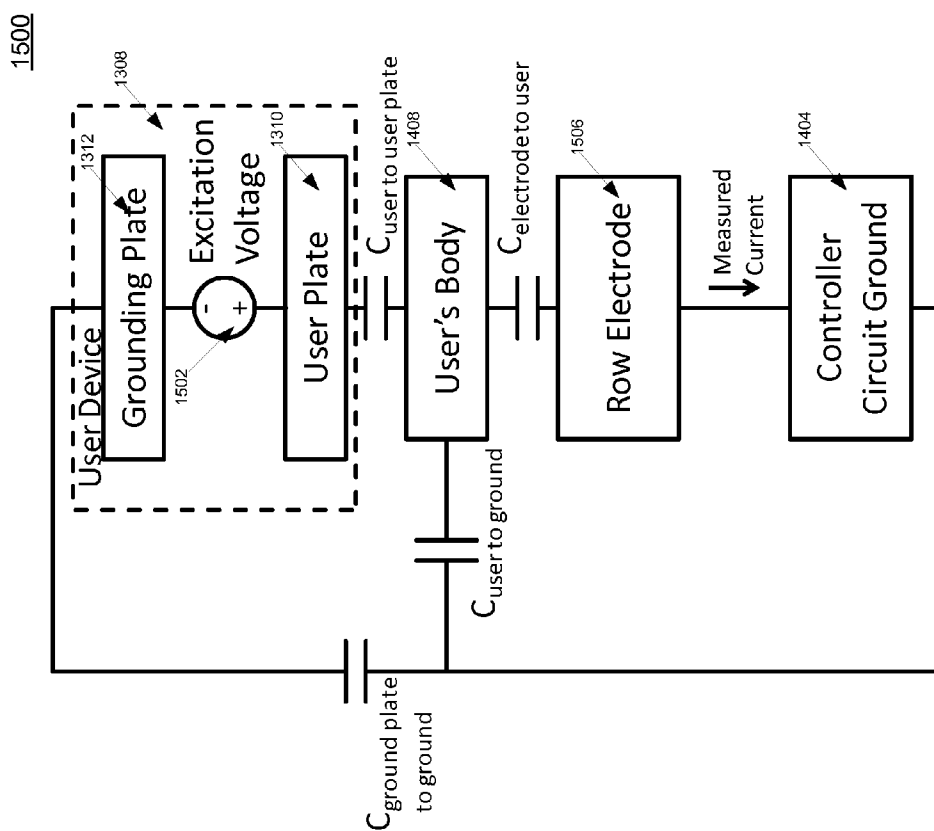 1500
1308
User Device
1312
Grounding Plate
Excitation
Voltage
1502
1310
User Plate
Cuser to user plate
1408
User's Body
Celectrode to user
Cuser to ground
Cground plate
to ground
1506
Row Electrode
Measured
Current
1404
Controller
Circuit Ground